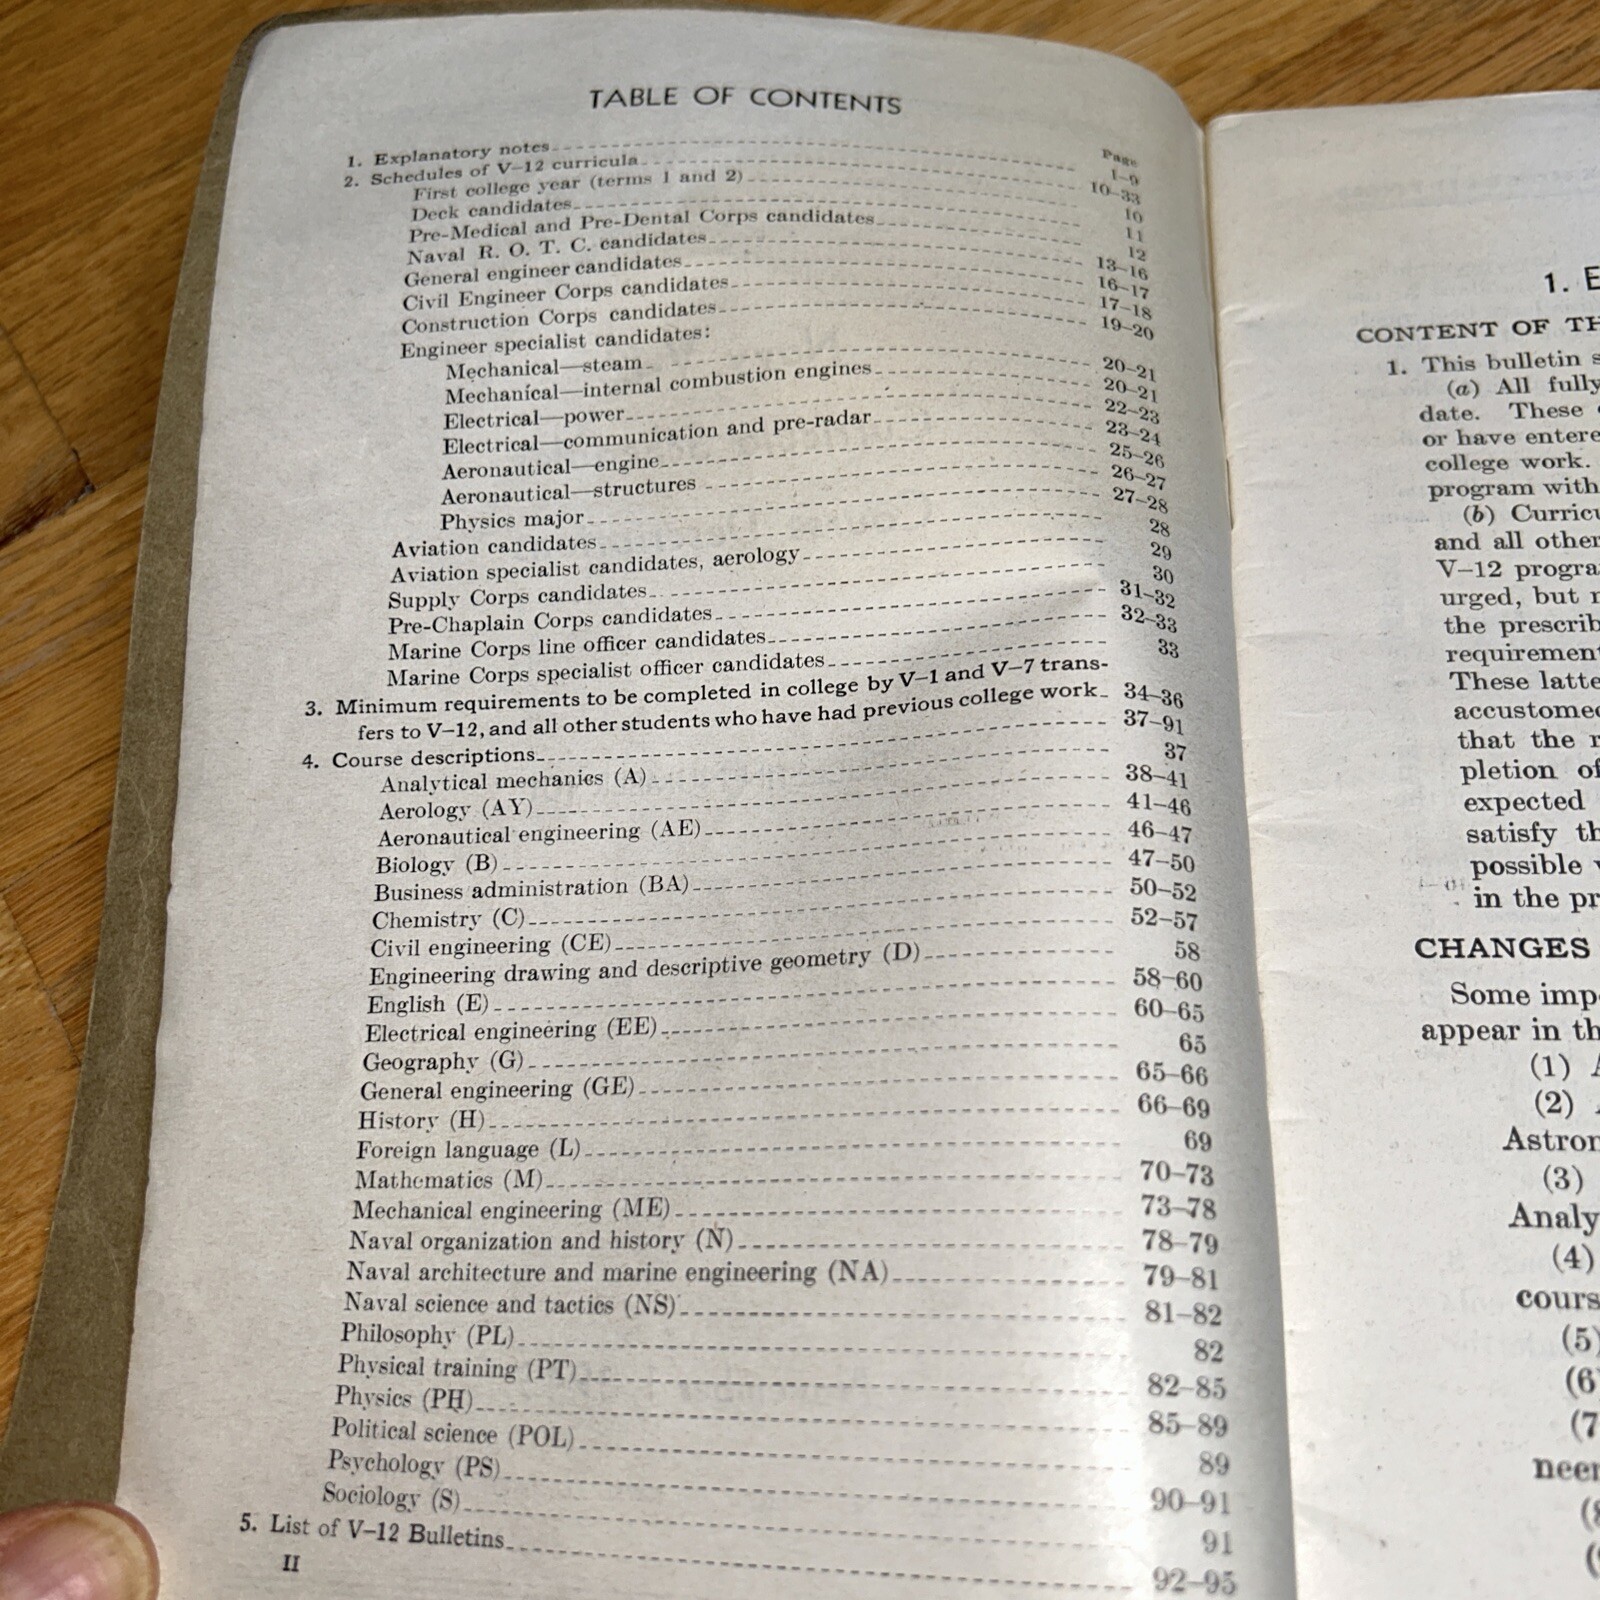 TABLE OF CONTENTS
Page
1. Explanatory notes 1–9
2. Schedules of V–12 curricula 10–33
First college year (terms 1 and 2) 10
Deck candidates 11
Pre-Medical and Pre-Dental Corps candidates 12
Naval R. O. T. C. candidates 13–16
General engineer candidates 16–17
Civil Engineer Corps candidates 17–18
Construction Corps candidates 19–20
Engineer specialist candidates:
Mechanical—steam 20–21
Mechanical—internal combustion engines 20–21
Electrical—power 22–23
Electrical—communication and pre-radar 23–24
Aeronautical—engine 25–26
Aeronautical—structures 26–27
Physics major 27–28
Aviation candidates 28
Aviation specialist candidates, aerology 29
Supply Corps candidates 30
Pre-Chaplain Corps candidates 31–32
Marine Corps line officer candidates 32–33
Marine Corps specialist officer candidates 33
3. Minimum requirements to be completed in college by V–1 and V–7 trans-
fers to V–12, and all other students who have had previous college work 34–36
4. Course descriptions 37–91
Analytical mechanics (A) 37
Aerology (AY) 38–41
Aeronautical engineering (AE) 41–46
Biology (B) 46–47
Business administration (BA) 47–50
Chemistry (C) 50–52
Civil engineering (CE) 52–57
Engineering drawing and descriptive geometry (D) 58
English (E) 58–60
Electrical engineering (EE) 60–65
Geography (G) 65
General engineering (GE) 65–66
History (H) 66–69
Foreign language (L) 69
Mathematics (M) 70–73
Mechanical engineering (ME) 73–78
Naval organization and history (N) 78–79
Naval architecture and marine engineering (NA) 79–81
Naval science and tactics (NS) 81–82
Philosophy (PL) 82
Physical training (PT) 82–85
Physics (PH) 85–89
Political science (POL) 89
Psychology (PS) 90–91
Sociology (S) 91
5. List of V–12 Bulletins 92–95
II
1. E
CONTENT OF TH
1. This bulletin s
(a) All fully
date. These
or have entere
college work.
program with
(b) Curricu
and all other
V–12 progra
urged, but
the prescrib
requirement
These latte
accustomed
that the
pletion of
expected
satisfy th
possible
in the pr
CHANGES
Some imp
appear in th
(1)
(2)
Astron
(3)
Analy
(4)
cours
(5)
(6)
(7
neer
(8